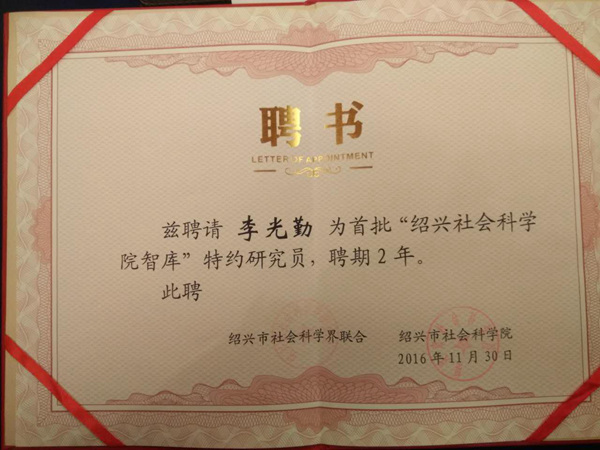 聘书
LETTER OF APPOINTMENT
兹聘请 李光勤 为首批“绍兴社会科学
院智库”特约研究员，聘期2年。
此聘
绍兴市社会科学界联合 绍兴市社会科学院
2016年11月30日